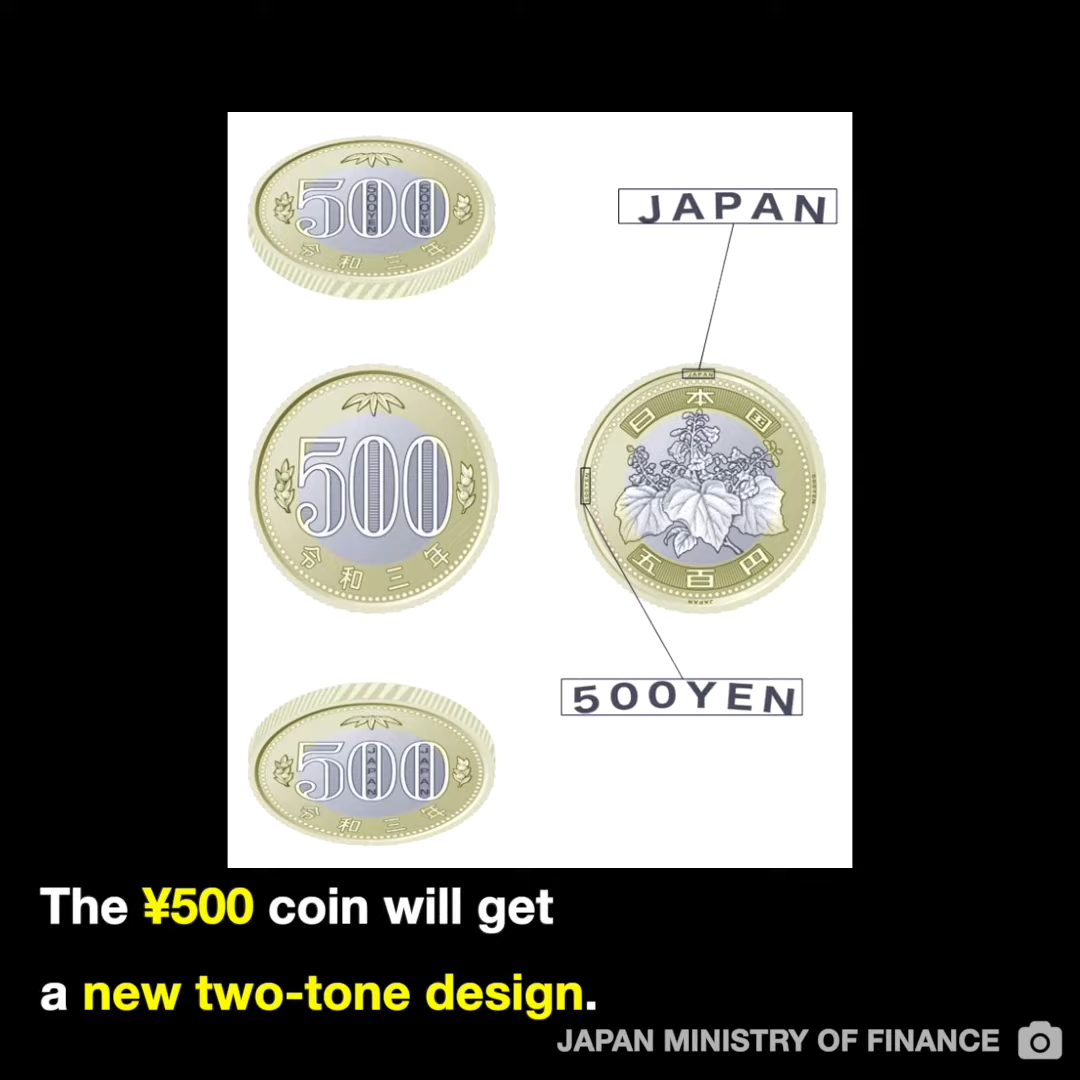 500
500YEN
500YEN
令和三年
JAPAN
500
令和三年
JAPAN
日本国
五百円
JAPAN
500YEN
500
JAPAN
JAPAN
令和三年
The ¥500 coin will get
a new two-tone design.
JAPAN MINISTRY OF FINANCE